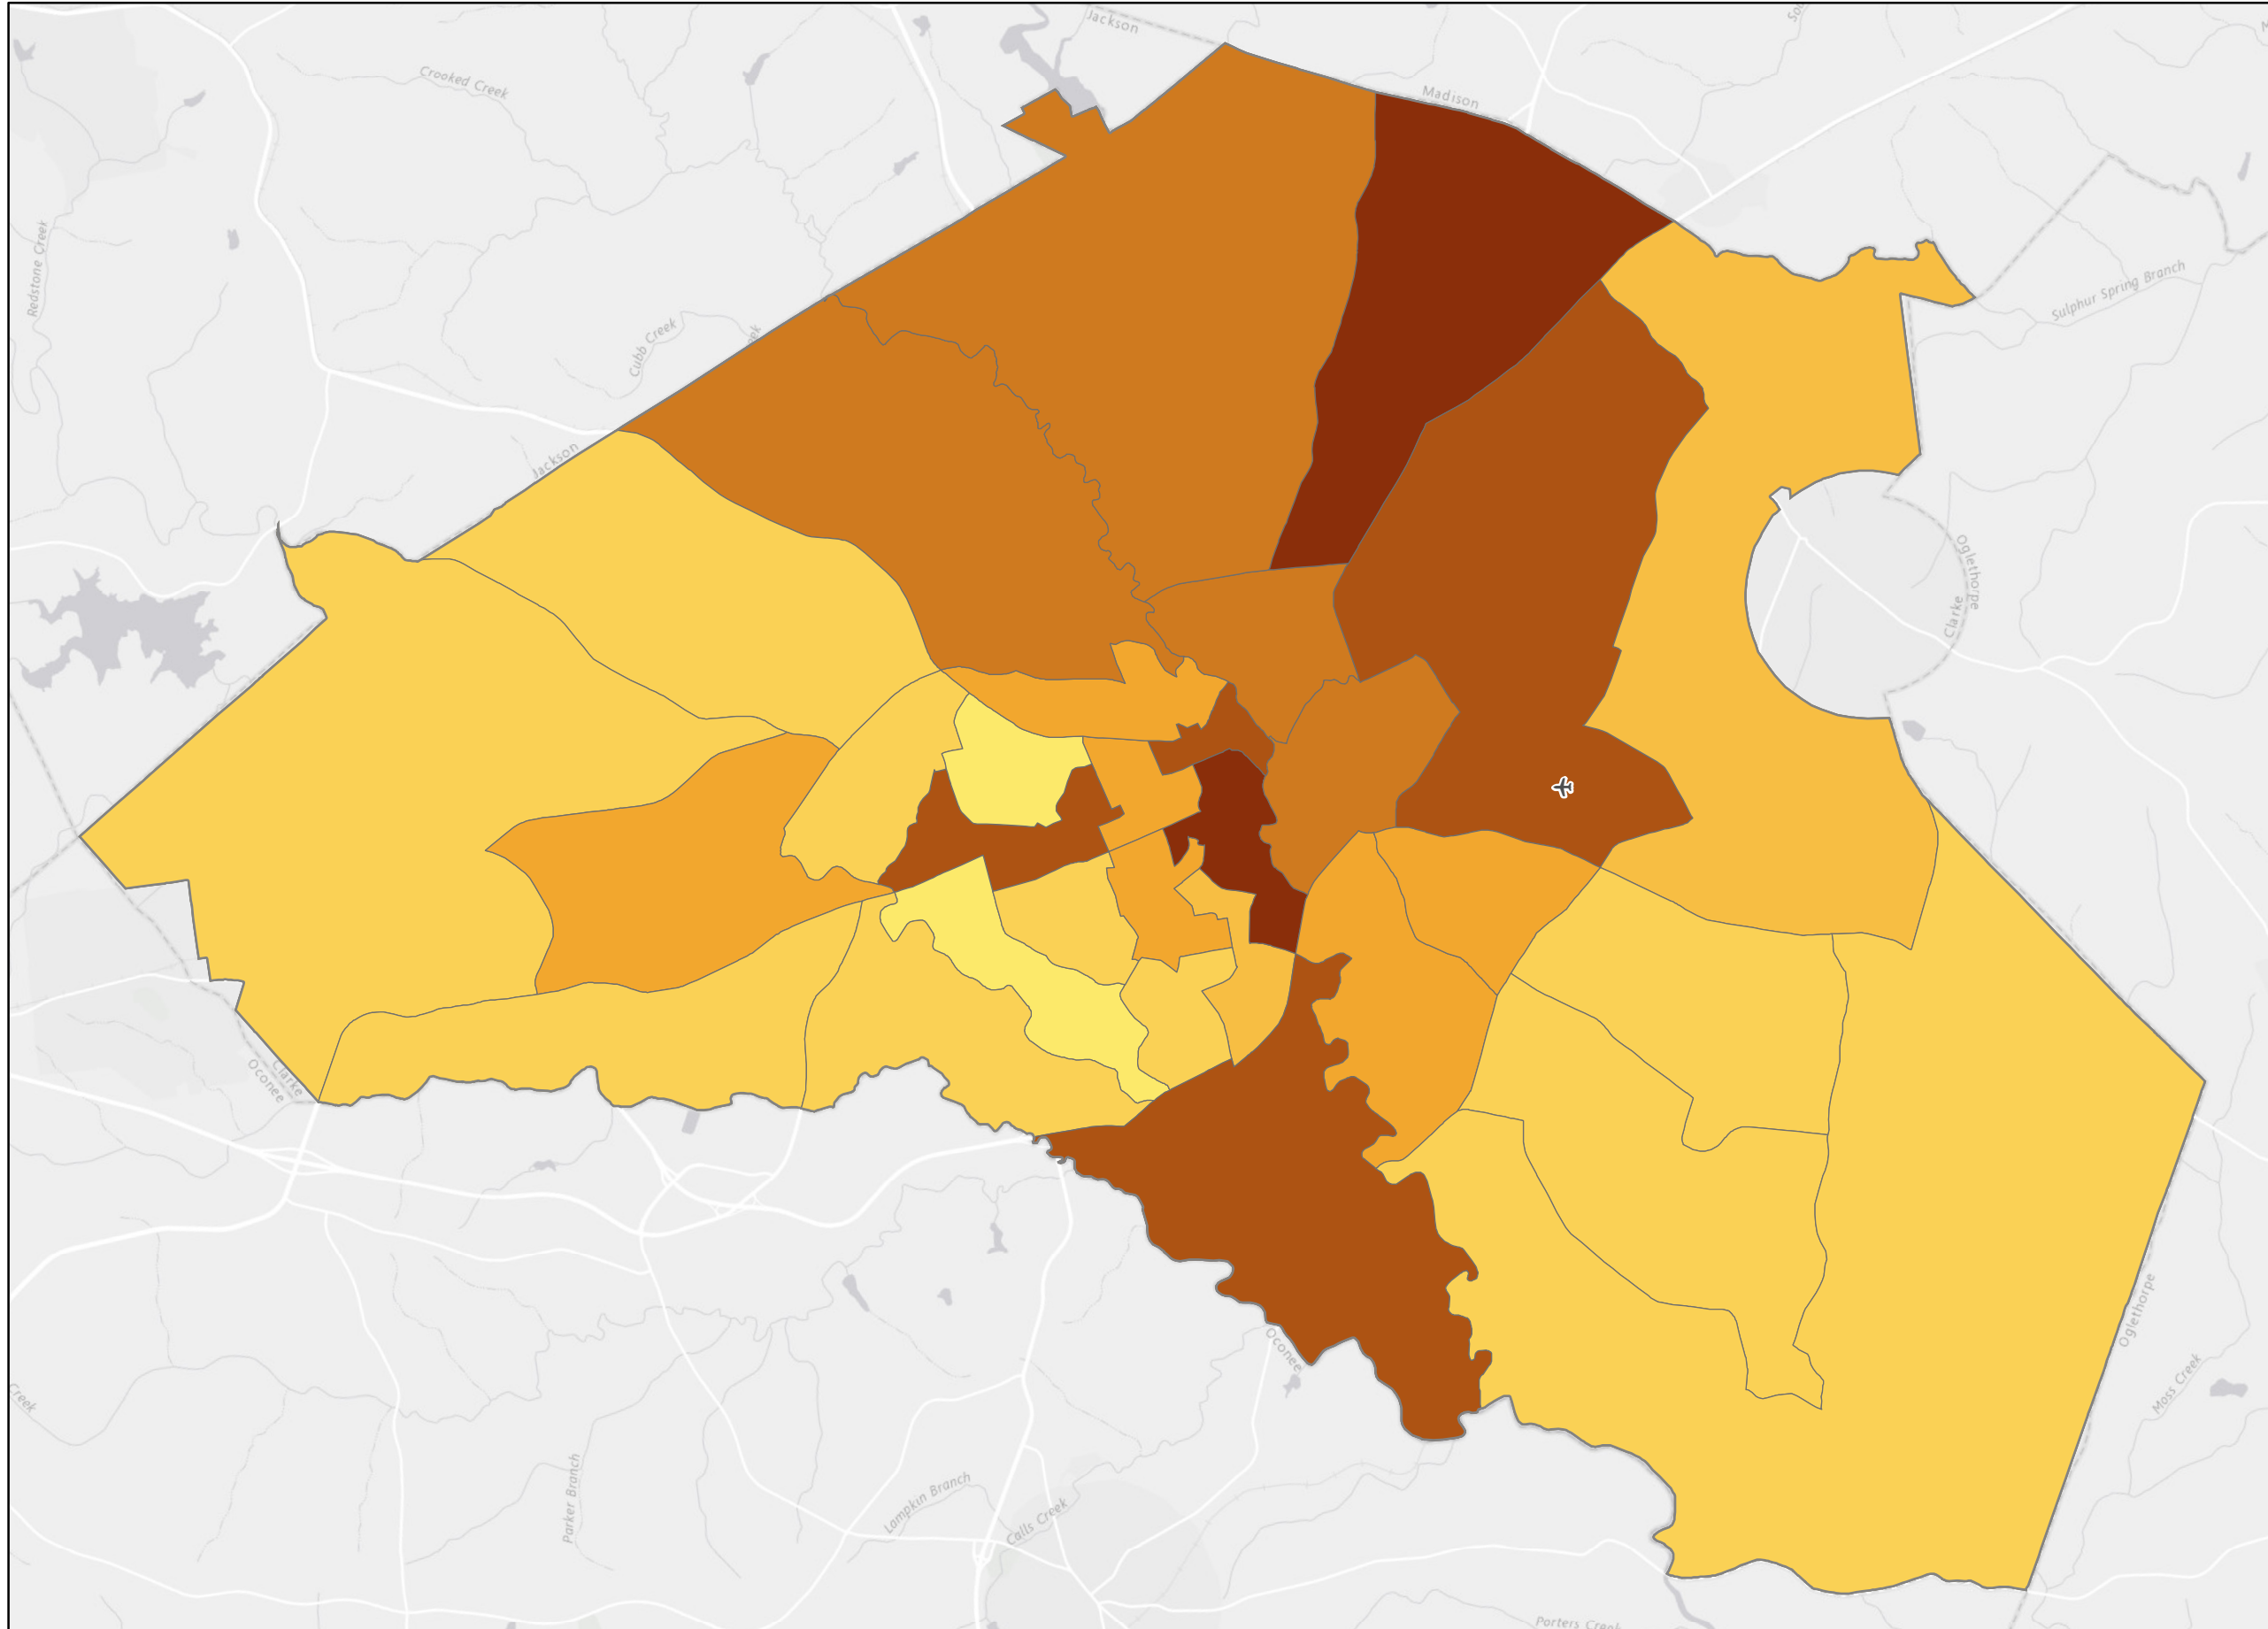 Jackson
Crooked Creek
Madison
Redstone Creek
Sulphur Spring Branch
Cubb Creek
Jackson
Oglethorpe
Clarke
Clarke
Oconee
Oglethorpe
Oconee
Moss Creek
Creek
Parker Branch
Lampkin Branch
Calls Creek
Porters Creek